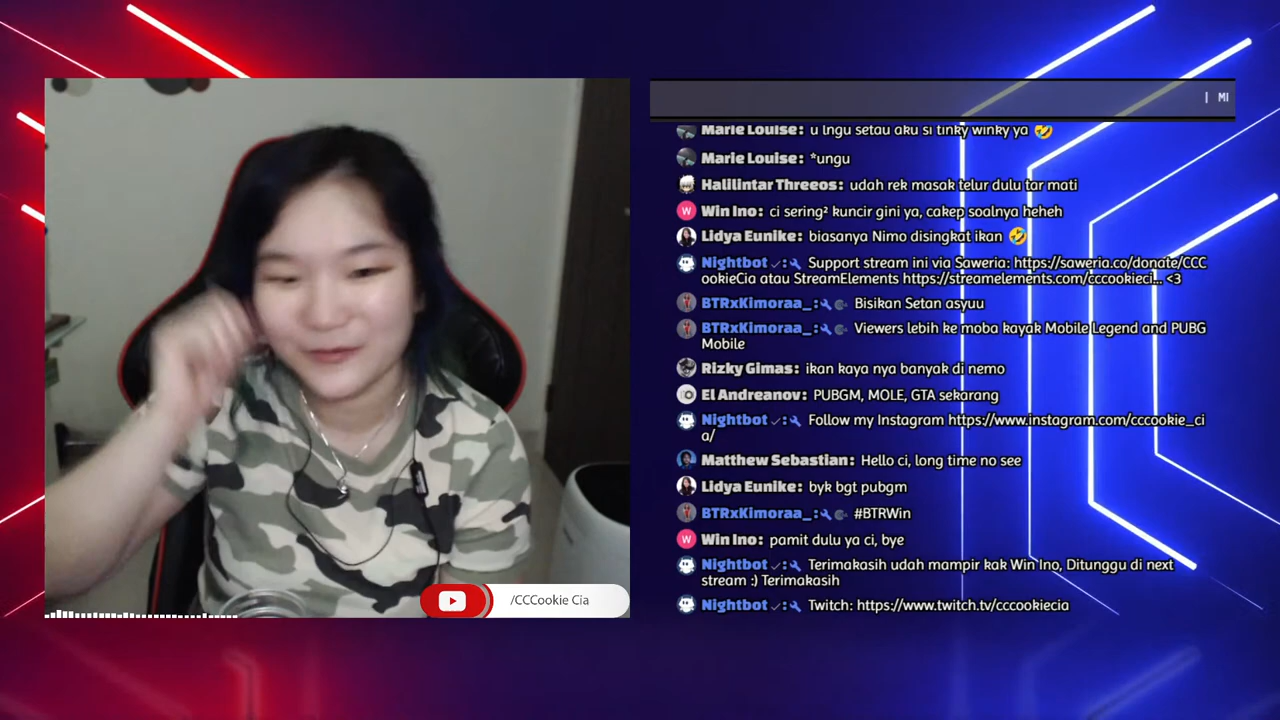 | MI
Marie Louise: u lngu setau aku si tinky winky ya 🤣
Marie Louise: *ungu
Halilintar Threeos: udah rek masak telur dulu tar mati
W Win Ino: ci sering² kuncir gini ya, cakep soalnya heheh
Lidya Eunike: biasanya Nimo disingkat ikan 🤣
Nightbot ✓:🔧 Support stream ini via Saweria: https://saweria.co/donate/CCC
ookieCia atau StreamElements https://streamelements.com/cccookieci... <3
BTRxKimoraa_:🔧 Bisikan Setan asyuu
BTRxKimoraa_:🔧 Viewers lebih ke moba kayak Mobile Legend and PUBG
Mobile
Rizky Gimas: ikan kaya nya banyak di nemo
El Andreanov: PUBGM, MOLE, GTA sekarang
Nightbot ✓:🔧 Follow my Instagram https://www.instagram.com/cccookie_ci
a/
Matthew Sebastian: Hello ci, long time no see
Lidya Eunike: byk bgt pubgm
BTRxKimoraa_:🔧 #BTRWin
W Win Ino: pamit dulu ya ci, bye
Nightbot ✓:🔧 Terimakasih udah mampir kak Win Ino, Ditunggu di next
stream :) Terimakasih
Nightbot ✓:🔧 Twitch: https://www.twitch.tv/cccookiecia
/CCCookie Cia